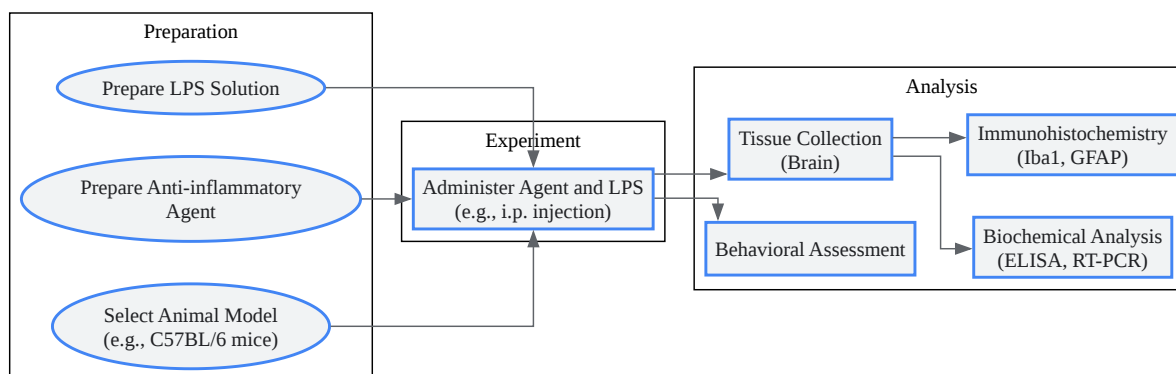 Preparation
Prepare LPS Solution
Prepare Anti-inflammatory
Agent
Select Animal Model
(e.g., C57BL/6 mice)
Experiment
Administer Agent and LPS
(e.g., i.p. injection)
Analysis
Tissue Collection
(Brain)
Behavioral Assessment
Immunohistochemistry
(Iba1, GFAP)
Biochemical Analysis
(ELISA, RT-PCR)